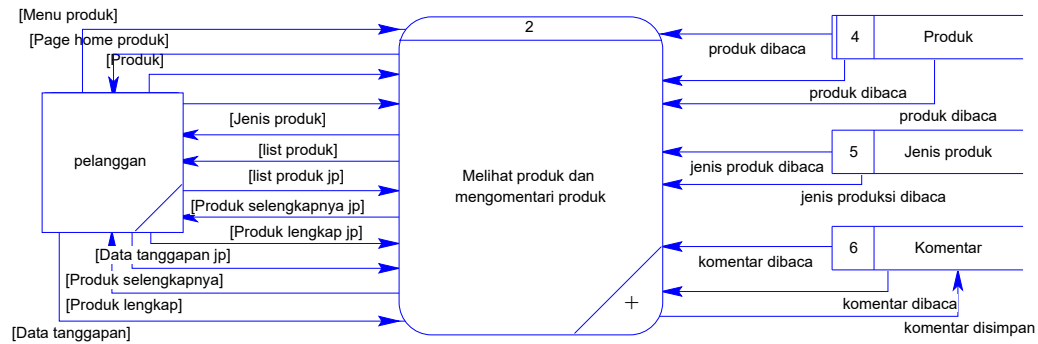 [Menu produk]
[Page home produk]
[Produk]
2
4
Produk
produk dibaca
produk dibaca
produk dibaca
[Jenis produk]
[list produk]
[list produk jp]
[Produk selengkapnya jp]
[Produk lengkap jp]
[Data tanggapan jp]
[Produk selengkapnya]
[Produk lengkap]
[Data tanggapan]
pelanggan
Melihat produk dan
mengomentari produk
+
5
Jenis produk
jenis produk dibaca
jenis produksi dibaca
6
Komentar
komentar dibaca
komentar dibaca
komentar disimpan